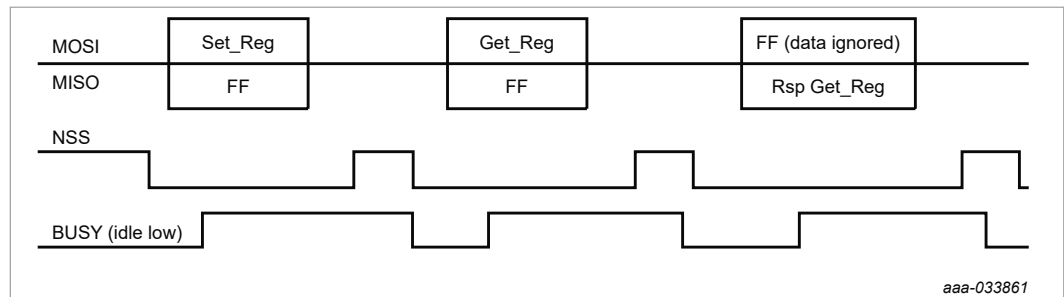 MOSI Set_Reg Get_Reg FF (data ignored)
MISO FF FF Rsp Get_Reg
NSS
BUSY (idle low)
aaa-033861